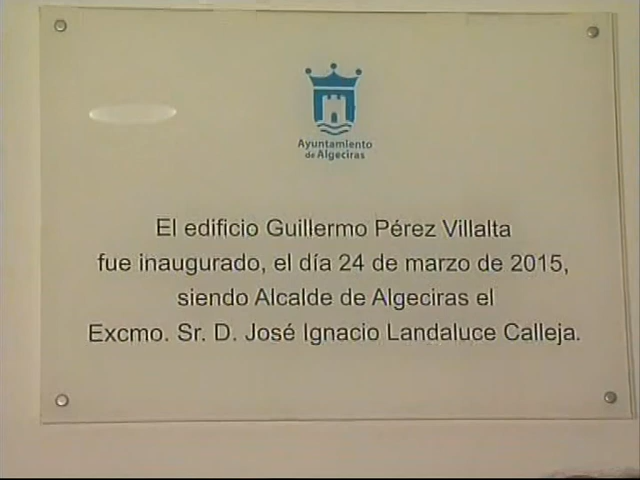 Ayuntamiento
de Algeciras
El edificio Guillermo Pérez Villalta
fue inaugurado, el día 24 de marzo de 2015,
siendo Alcalde de Algeciras el
Excmo. Sr. D. José Ignacio Landaluce Calleja.